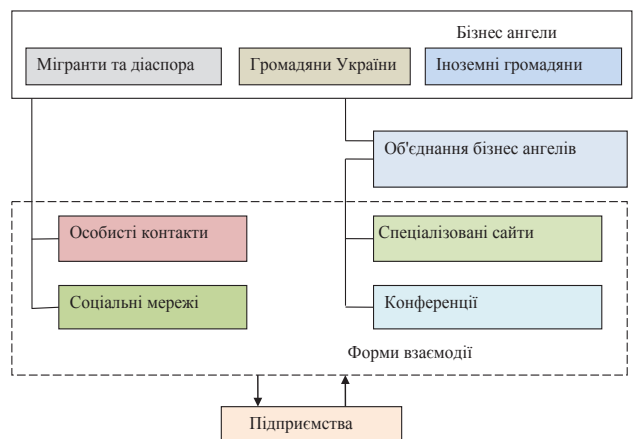 Бізнес ангели
Мігранти та діаспора
Громадяни України
Іноземні громадяни
Об'єднання бізнес ангелів
Особисті контакти
Спеціалізовані сайти
Соціальні мережі
Конференції
Форми взаємодії
Підприємства